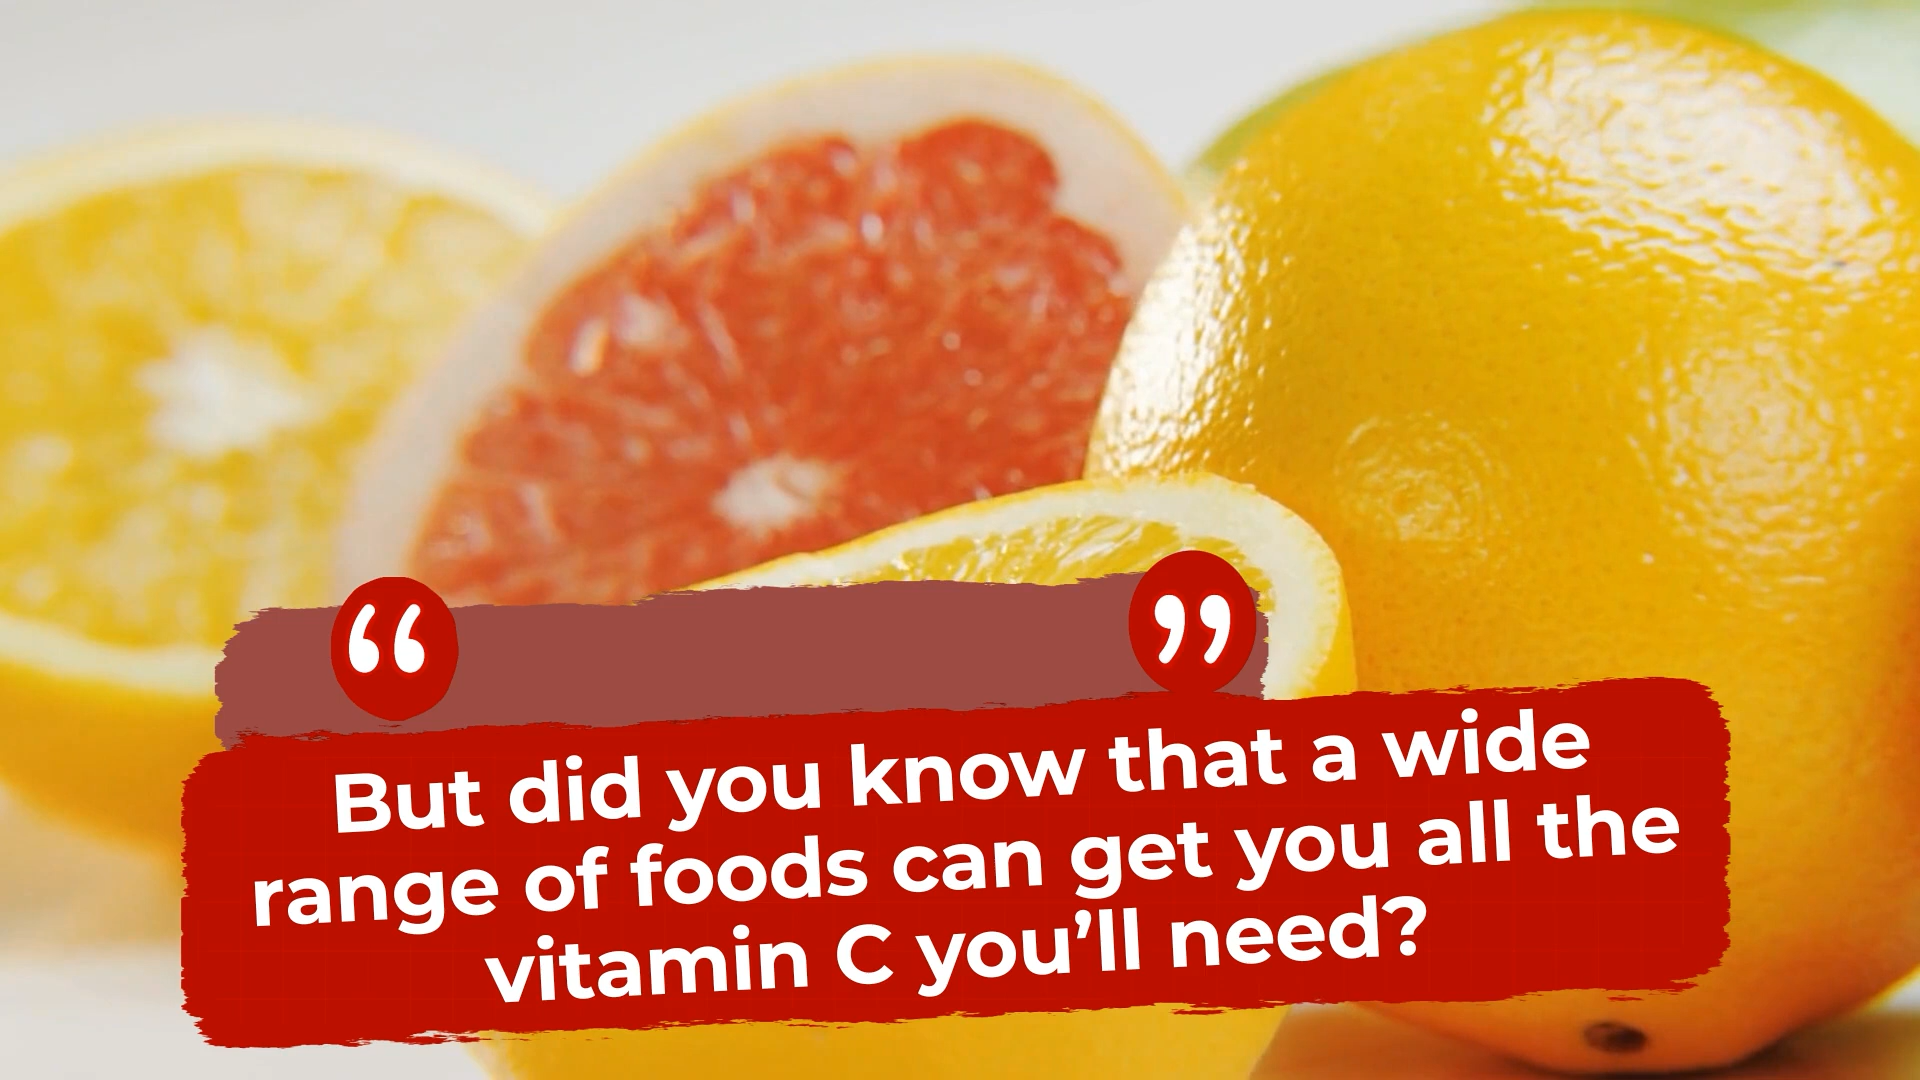 “ ”
But did you know that a wide
range of foods can get you all the
vitamin C you’ll need?